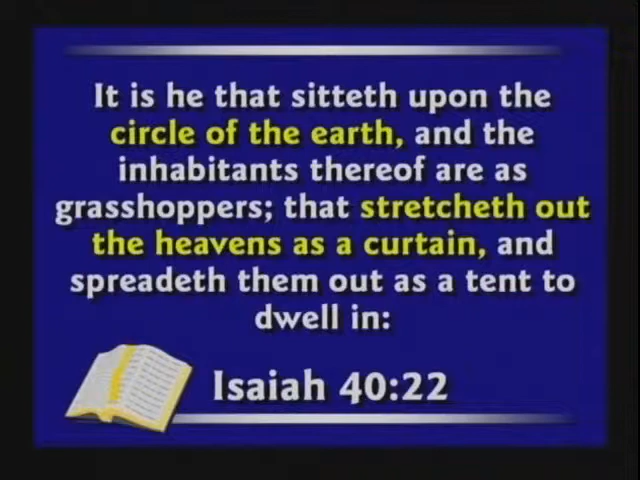 It is he that sitteth upon the
circle of the earth, and the
inhabitants thereof are as
grasshoppers; that stretcheth out
the heavens as a curtain, and
spreadeth them out as a tent to
dwell in:
Isaiah 40:22